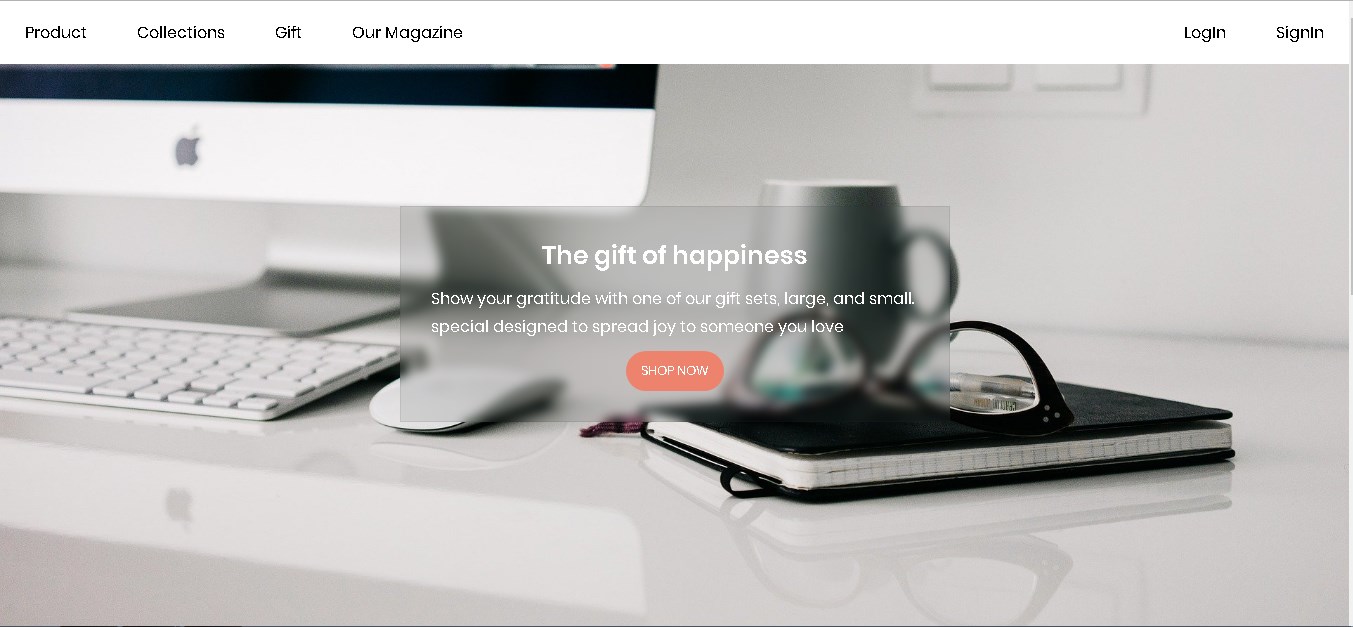 Product Collections Gift Our Magazine LogIn SignIn
The gift of happiness
Show your gratitude with one of our gift sets, large, and small.
special designed to spread joy to someone you love
SHOP NOW